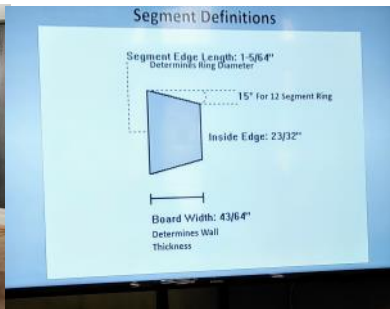 Segment Definitions
Segment Edge Length: 1-5/64"
Determines Ring Diameter
15° For 12 Segment Ring
Inside Edge: 23/32"
Board Width: 43/64"
Determines Wall
Thickness